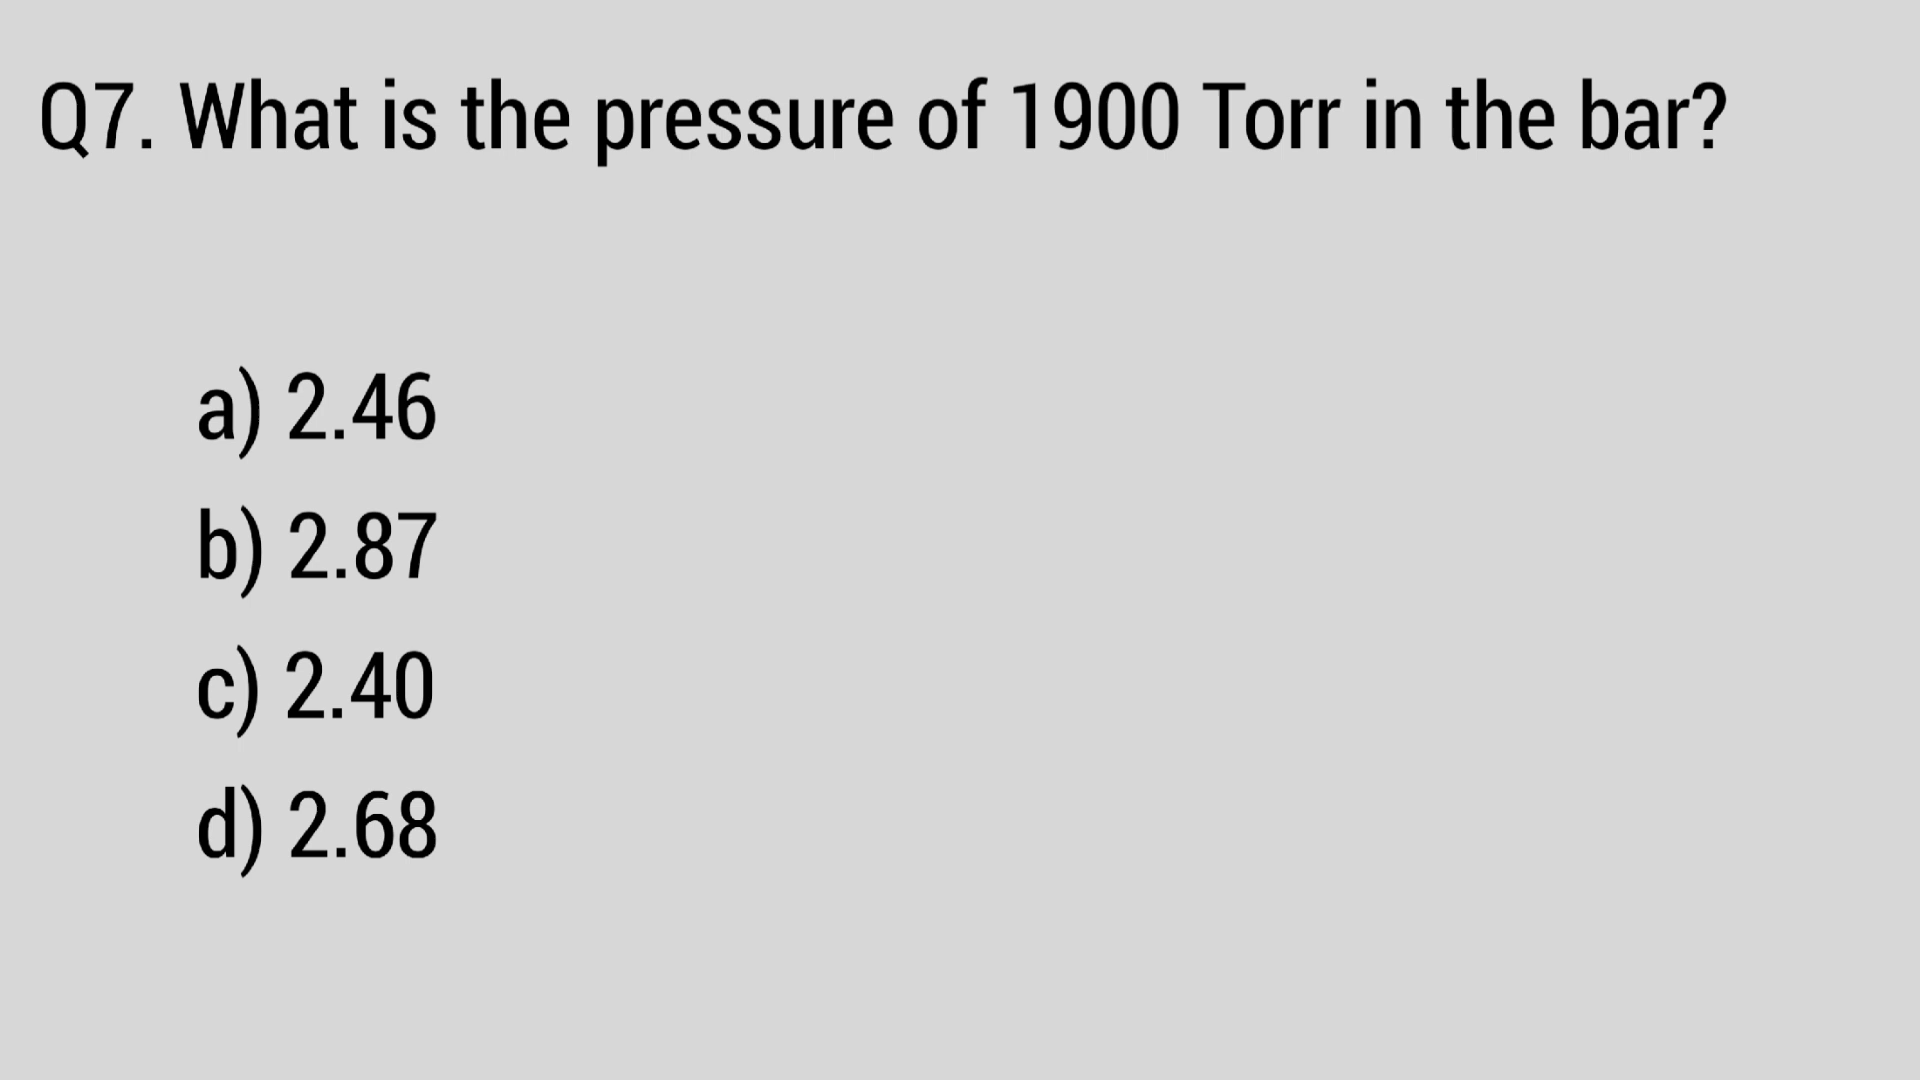 Q7. What is the pressure of 1900 Torr in the bar?
a) 2.46
b) 2.87
c) 2.40
d) 2.68